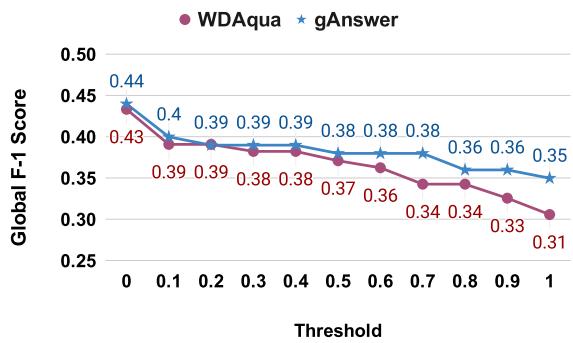 WDAqua gAnswer
Global F-1 Score
0.50
0.45
0.40
0.35
0.30
0.25
0.44 0.4 0.39 0.39 0.39 0.38 0.38 0.38 0.36 0.36 0.35
0.43 0.39 0.39 0.38 0.38 0.37 0.36 0.34 0.34 0.33 0.31
0 0.1 0.2 0.3 0.4 0.5 0.6 0.7 0.8 0.9 1
Threshold